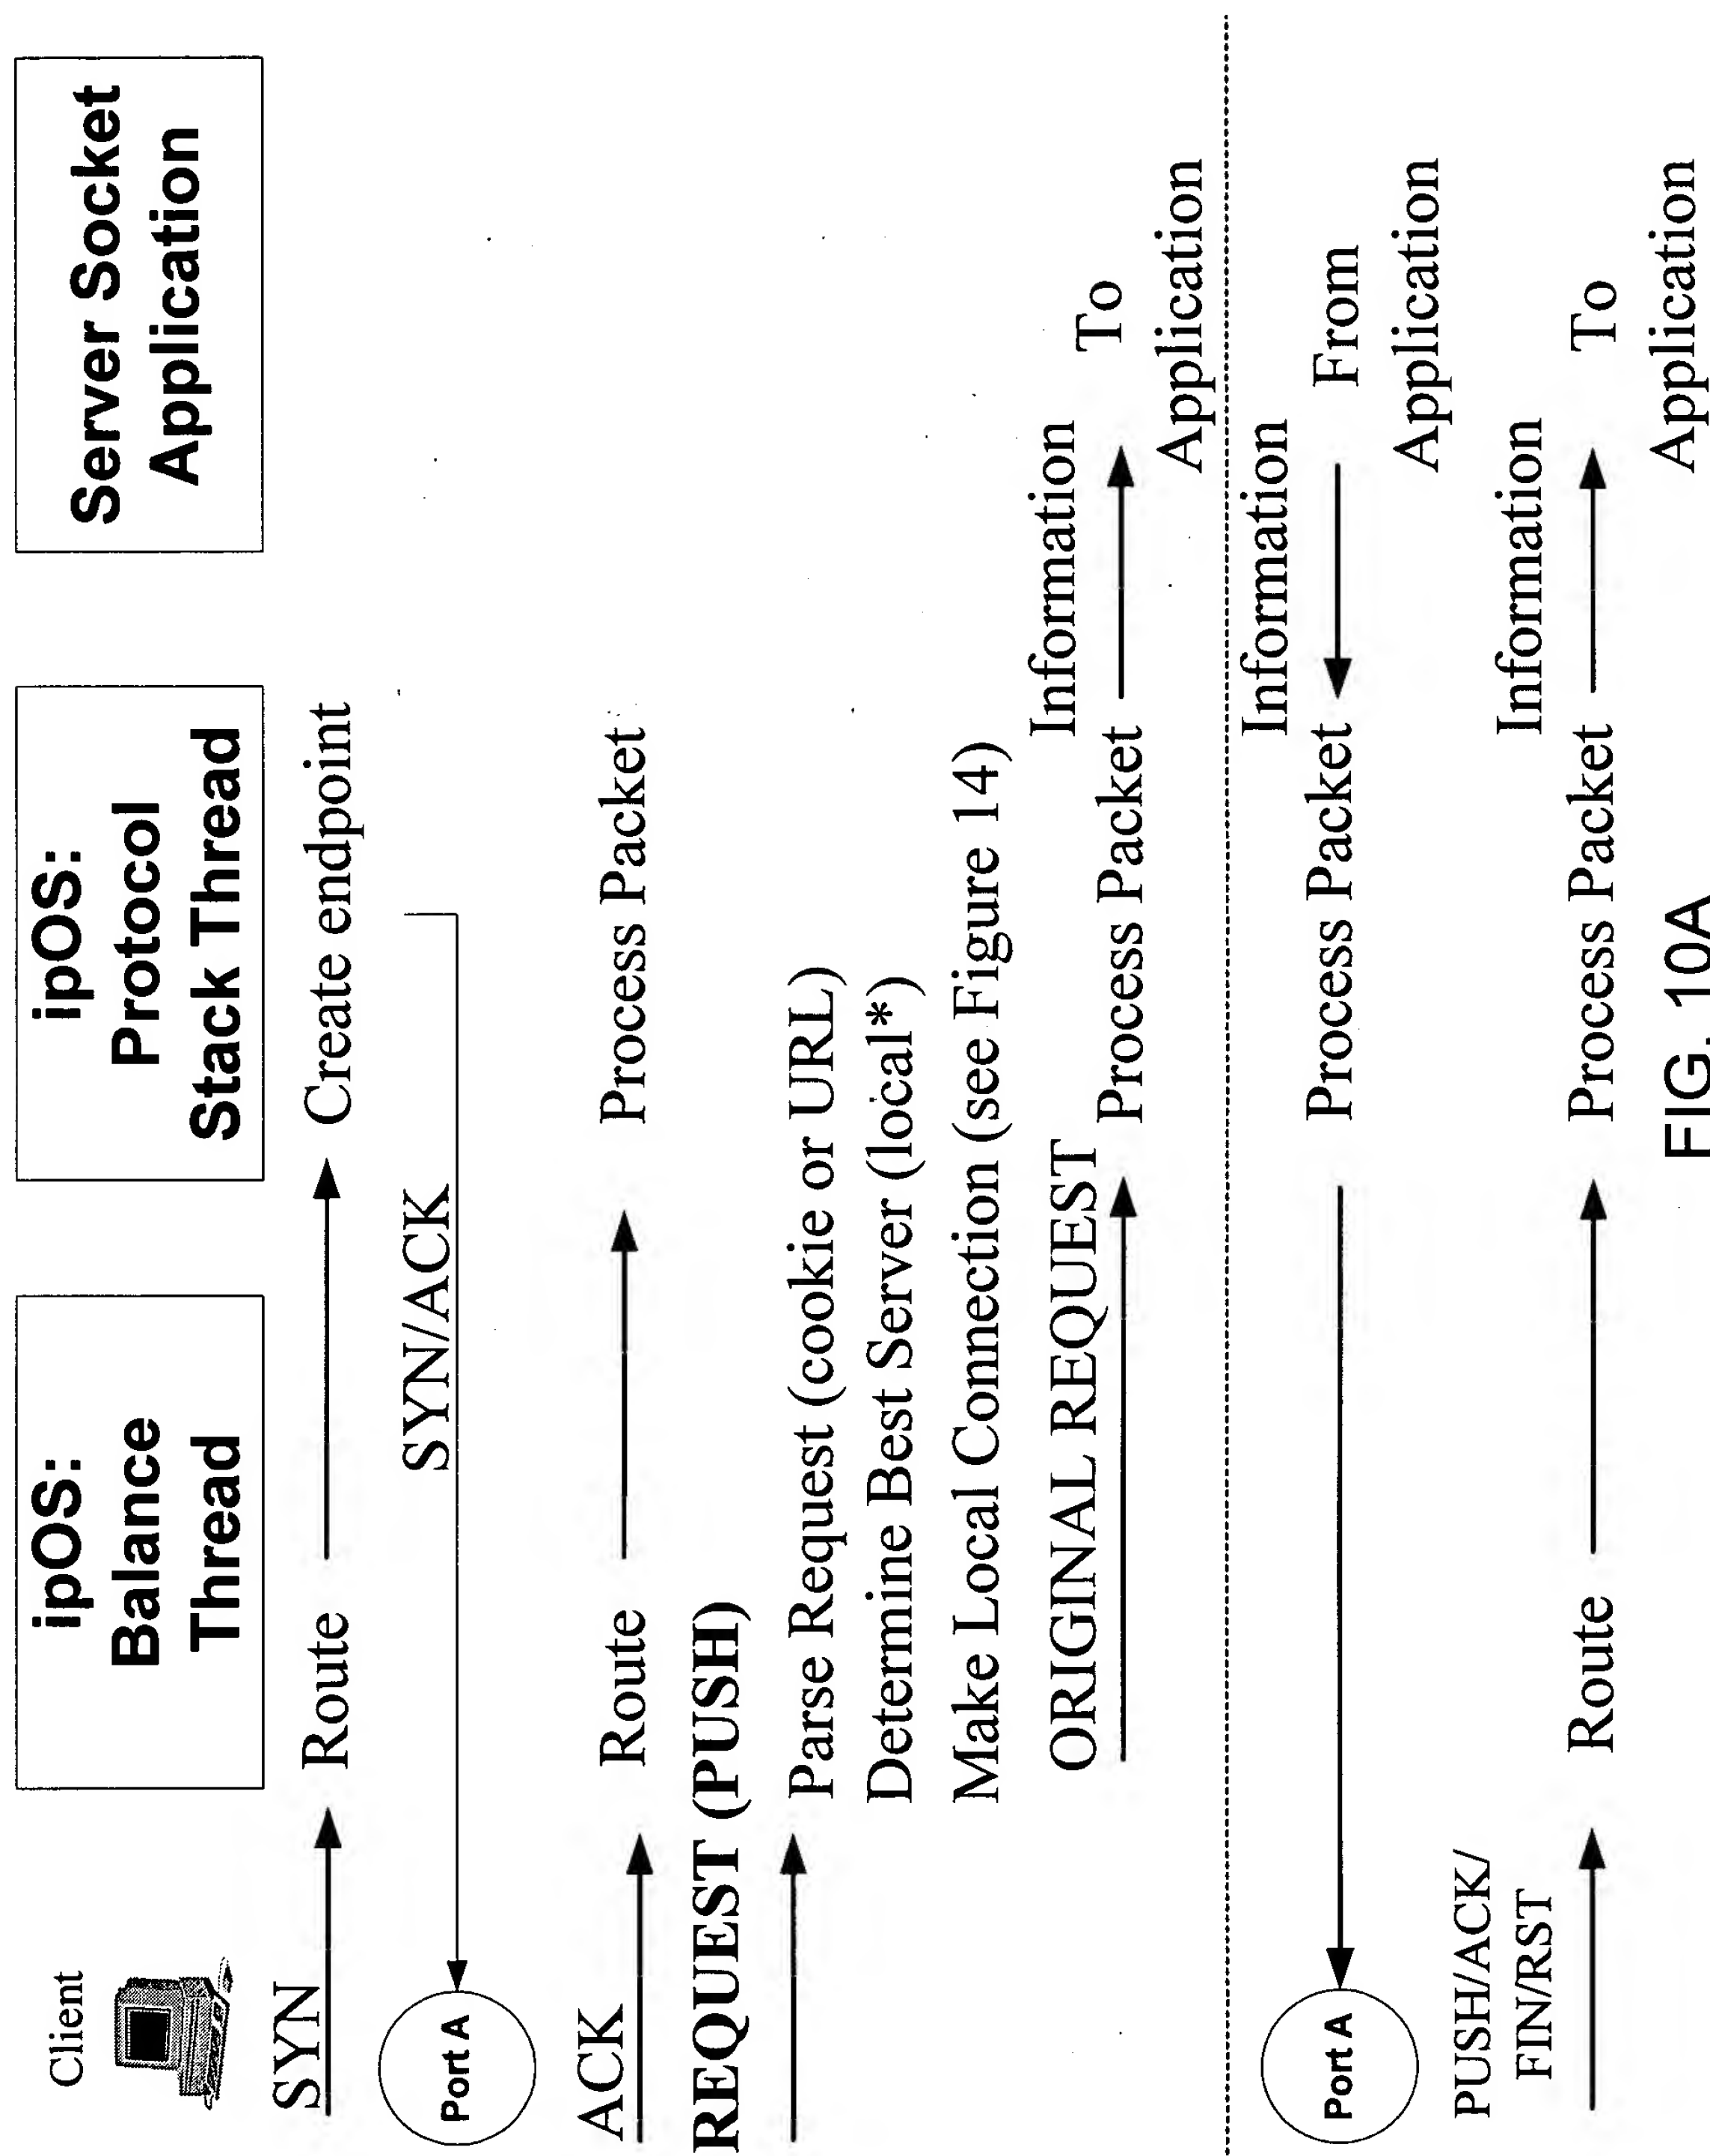 Client
ipOS:
Balance
Thread
ipOS:
Protocol
Stack Thread
Server Socket
Application
SYN
Route
Create endpoint
SYN/ACK
Port A
ACK
Route
Process Packet
REQUEST (PUSH)
Parse Request (cookie or URL)
Determine Best Server (local*)
Make Local Connection (see Figure 14)
ORIGINAL REQUEST
Process Packet
Information
To
Application
Port A
Process Packet
Information
From
Application
PUSH/ACK/
FIN/RST
Route
Process Packet
Information
To
Application
FIG. 10A